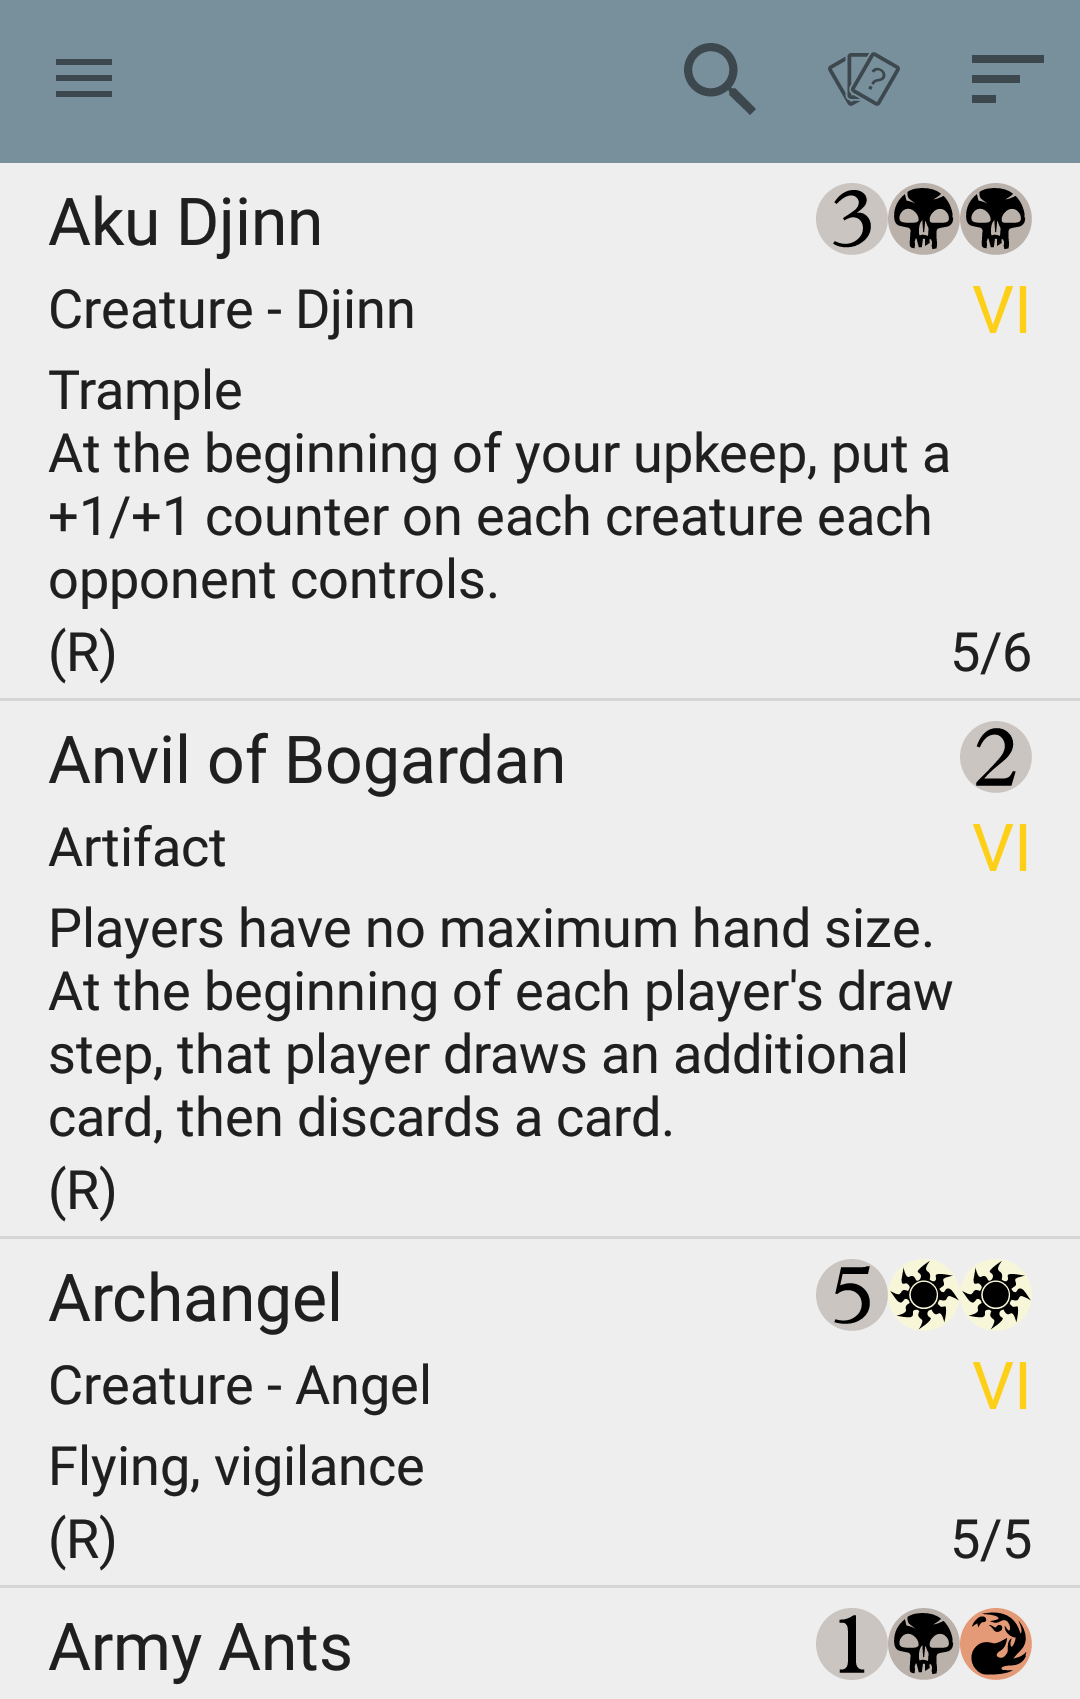 ?
Aku Djinn 3
Creature - Djinn VI
Trample
At the beginning of your upkeep, put a
+1/+1 counter on each creature each
opponent controls.
(R) 5/6
Anvil of Bogardan 2
Artifact VI
Players have no maximum hand size.
At the beginning of each player's draw
step, that player draws an additional
card, then discards a card.
(R)
Archangel 5
Creature - Angel VI
Flying, vigilance
(R) 5/5
Army Ants 1